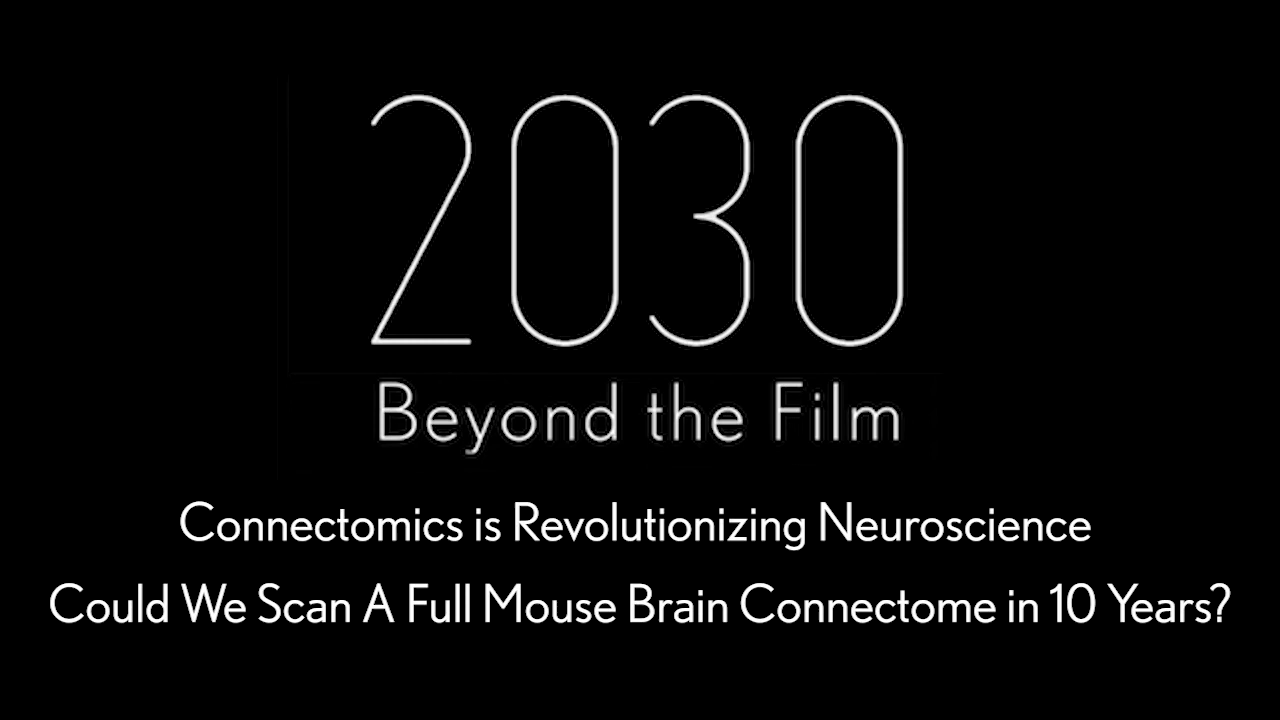 2030
Beyond the Film
Connectomics is Revolutionizing Neuroscience
Could We Scan A Full Mouse Brain Connectome in 10 Years?